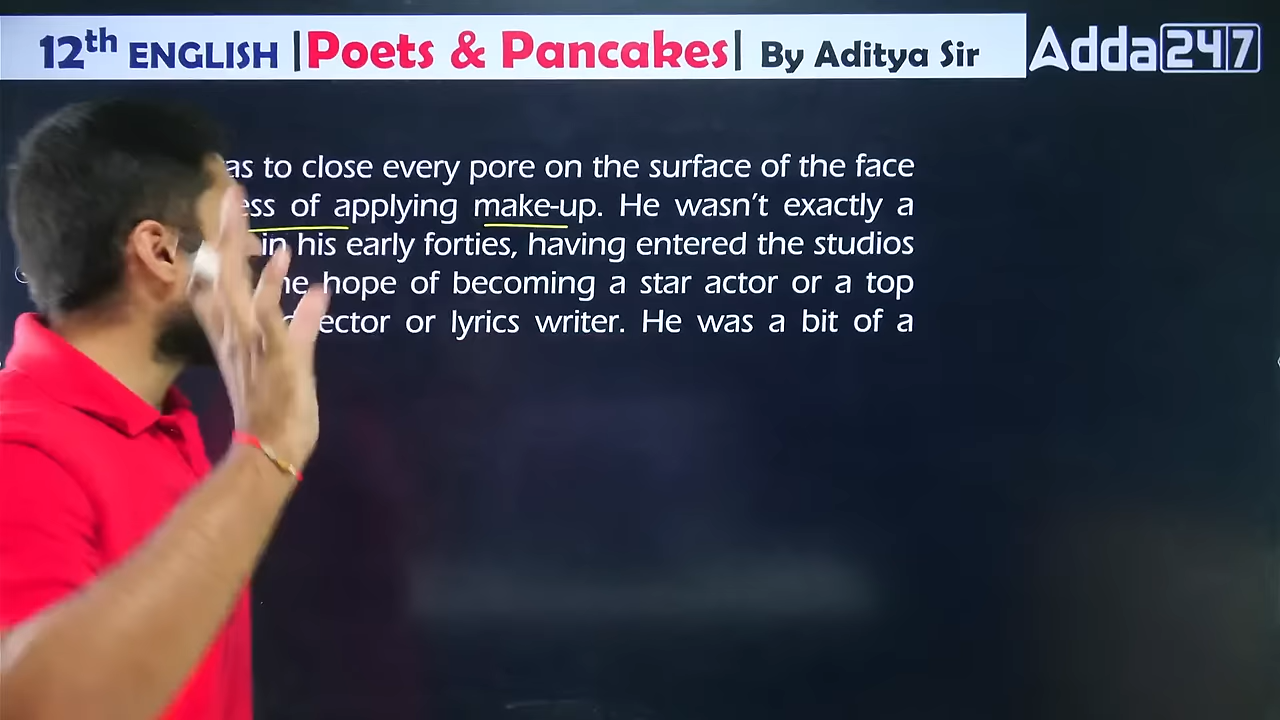 12th ENGLISH |Poets & Pancakes| By Aditya Sir
Adda247
as to close every pore on the surface of the face
of applying make-up. He wasn't exactly a
in his early forties, having entered the studios
hope of becoming a star actor or a top
or lyrics writer. He was a bit of a